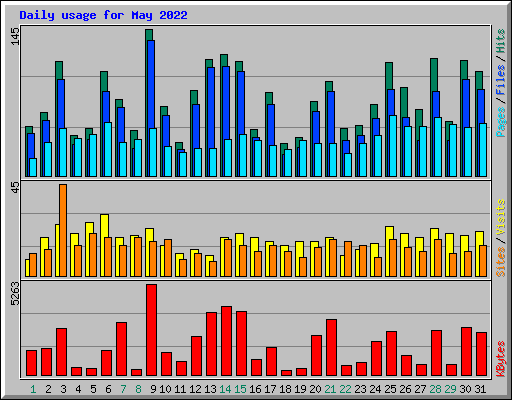 Daily usage for May 2022
145
Pages / Files / Hits
45
Sites / Visits
5263
KBytes
1 2 3 4 5 6 7 8 9 10 11 12 13 14 15 16 17 18 19 20 21 22 23 24 25 26 27 28 29 30 31